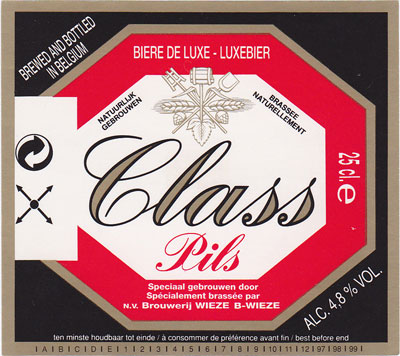 BREWED AND BOTTLED
IN BELGIUM
BIERE DE LUXE - LUXEBIER
NATUURLIJK
GEBROUWEN
BRASSEE
NATURELLEMENT
H C
25 cl. e
Class
Pils
Speciaal gebrouwen door
Spécialement brassée par
N.V. Brouwerij WIEZE B-WIEZE
ALC. 4,8 % VOL.
ten minste houdbaar tot einde / à consommer de préférence avant fin / best before end
I A I B I C I D I E I 1 I 2 I 3 I 4 I 5 I 6 I 7 I 8 I 9 I 10 I 11 I 12 I 97 I 98 I 99 I